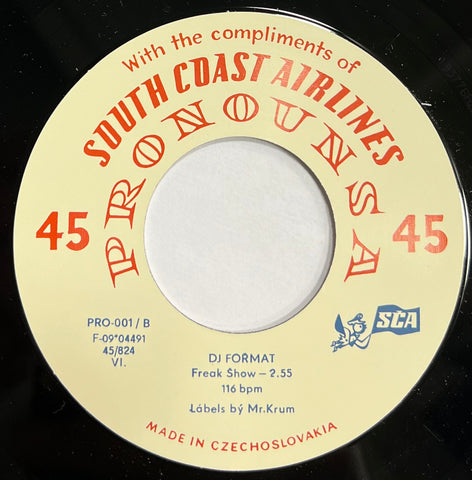 With the compliments of
SOUTH COAST AIRLINES
PRONOUNSA
45
45
PRO-001 / B
F-09*04491
45/824
VI.
SCA
DJ FOŘMAT
Freak Show – 2.55
116 bpm
Lábels bý Mr.Krum
MADE IN CZECHOSLOVAKIA